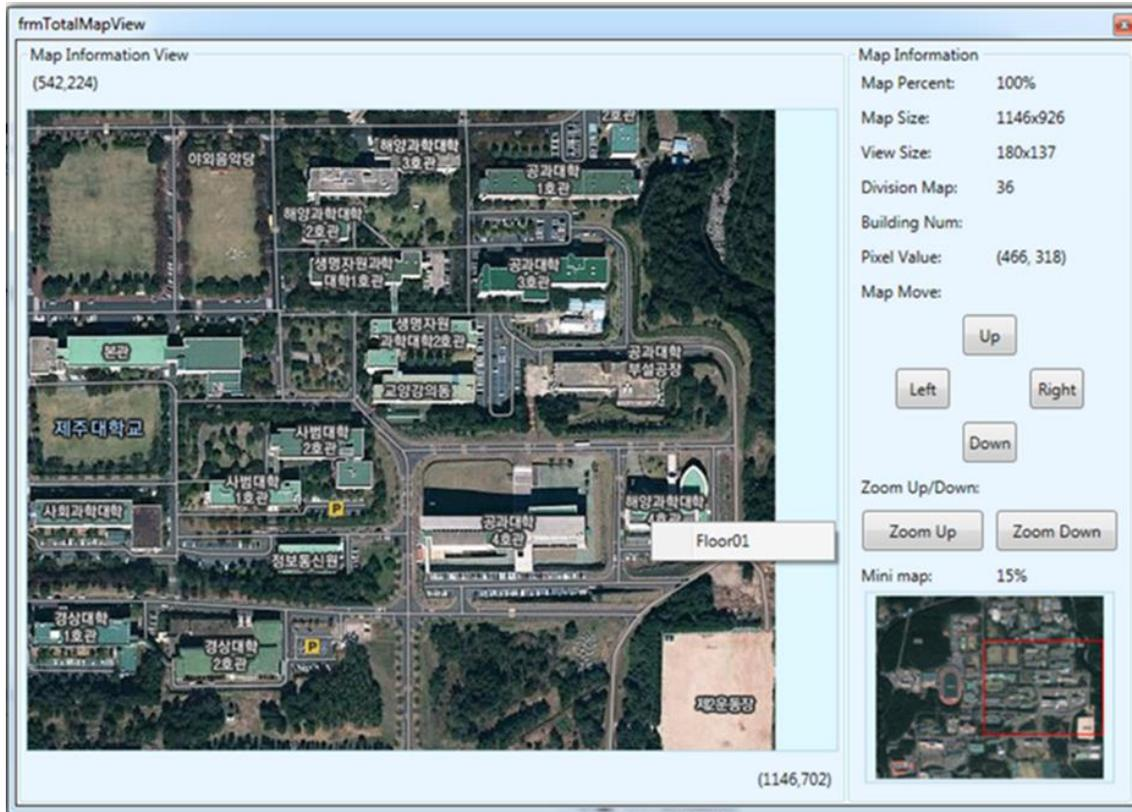 frmTotalMapView
Map Information View
(542,224)
야외음악당
해양과학대학
3호관
2호관
공과대학
1호관
해양과학대학
2호관
생명자원과학
대학1호관
공과대학
3호관
생명자원
과학대학2호관
본관
공과대학
부설공장
교양강의동
제주대학교
사범대학
2호관
사범대학
1호관
P
사회과학대학
공과대학
4호관
해양과학대학
4호관
Floor01
정보통신원
경상대학
1호관
경상대학
2호관
P
제2운동장
(1146,702)
Map Information
Map Percent: 100%
Map Size: 1146x926
View Size: 180x137
Division Map: 36
Building Num:
Pixel Value: (466, 318)
Map Move:
Up
Left Right
Down
Zoom Up/Down:
Zoom Up Zoom Down
Mini map: 15%